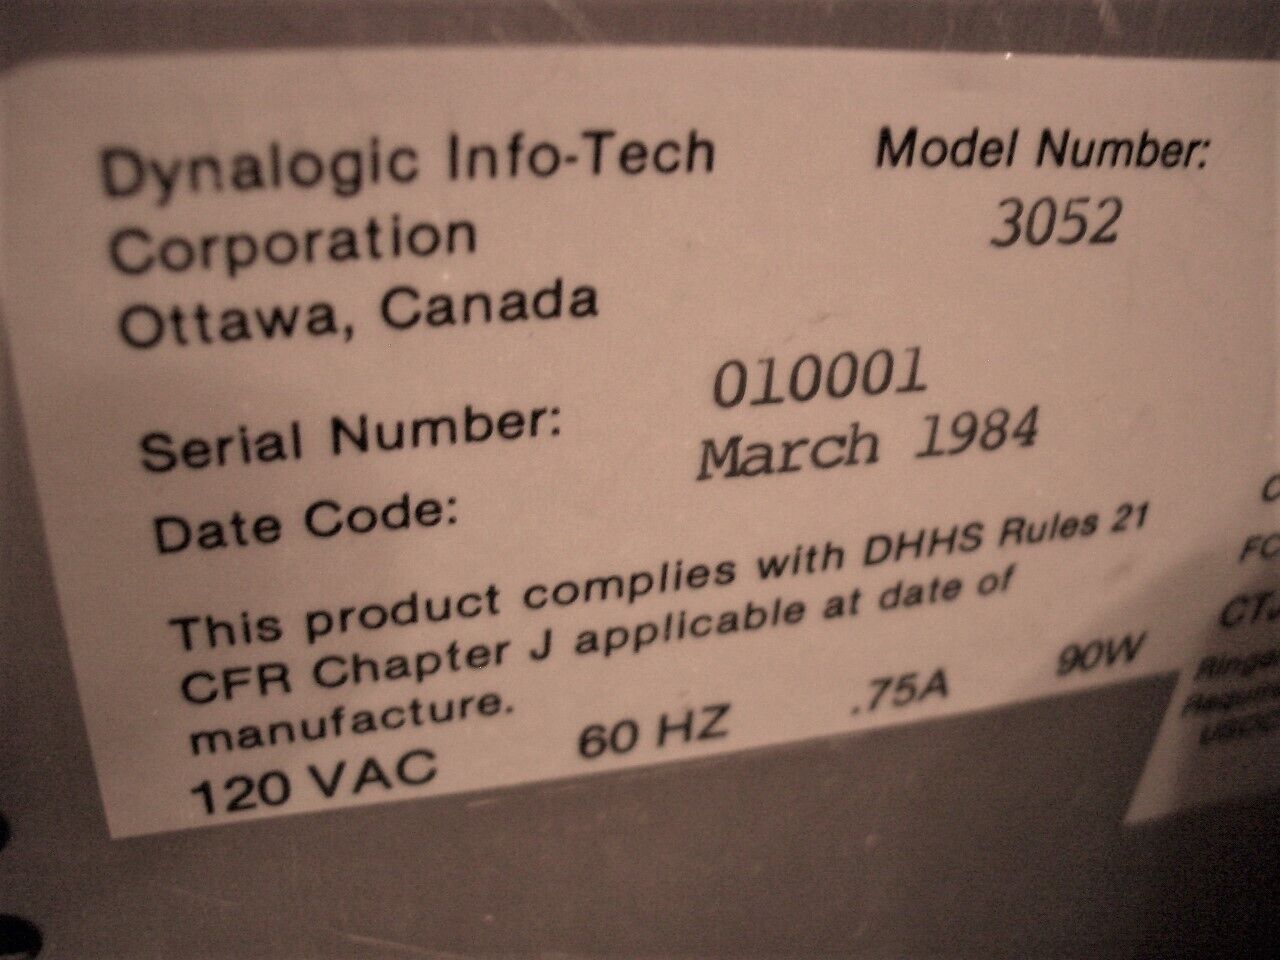 Dynalogic Info-Tech
Corporation
Ottawa, Canada
Model Number:
3052
Serial Number: 010001
Date Code: March 1984
This product complies with DHHS Rules 21
CFR Chapter J applicable at date of
manufacture.
120 VAC 60 HZ .75A 90W